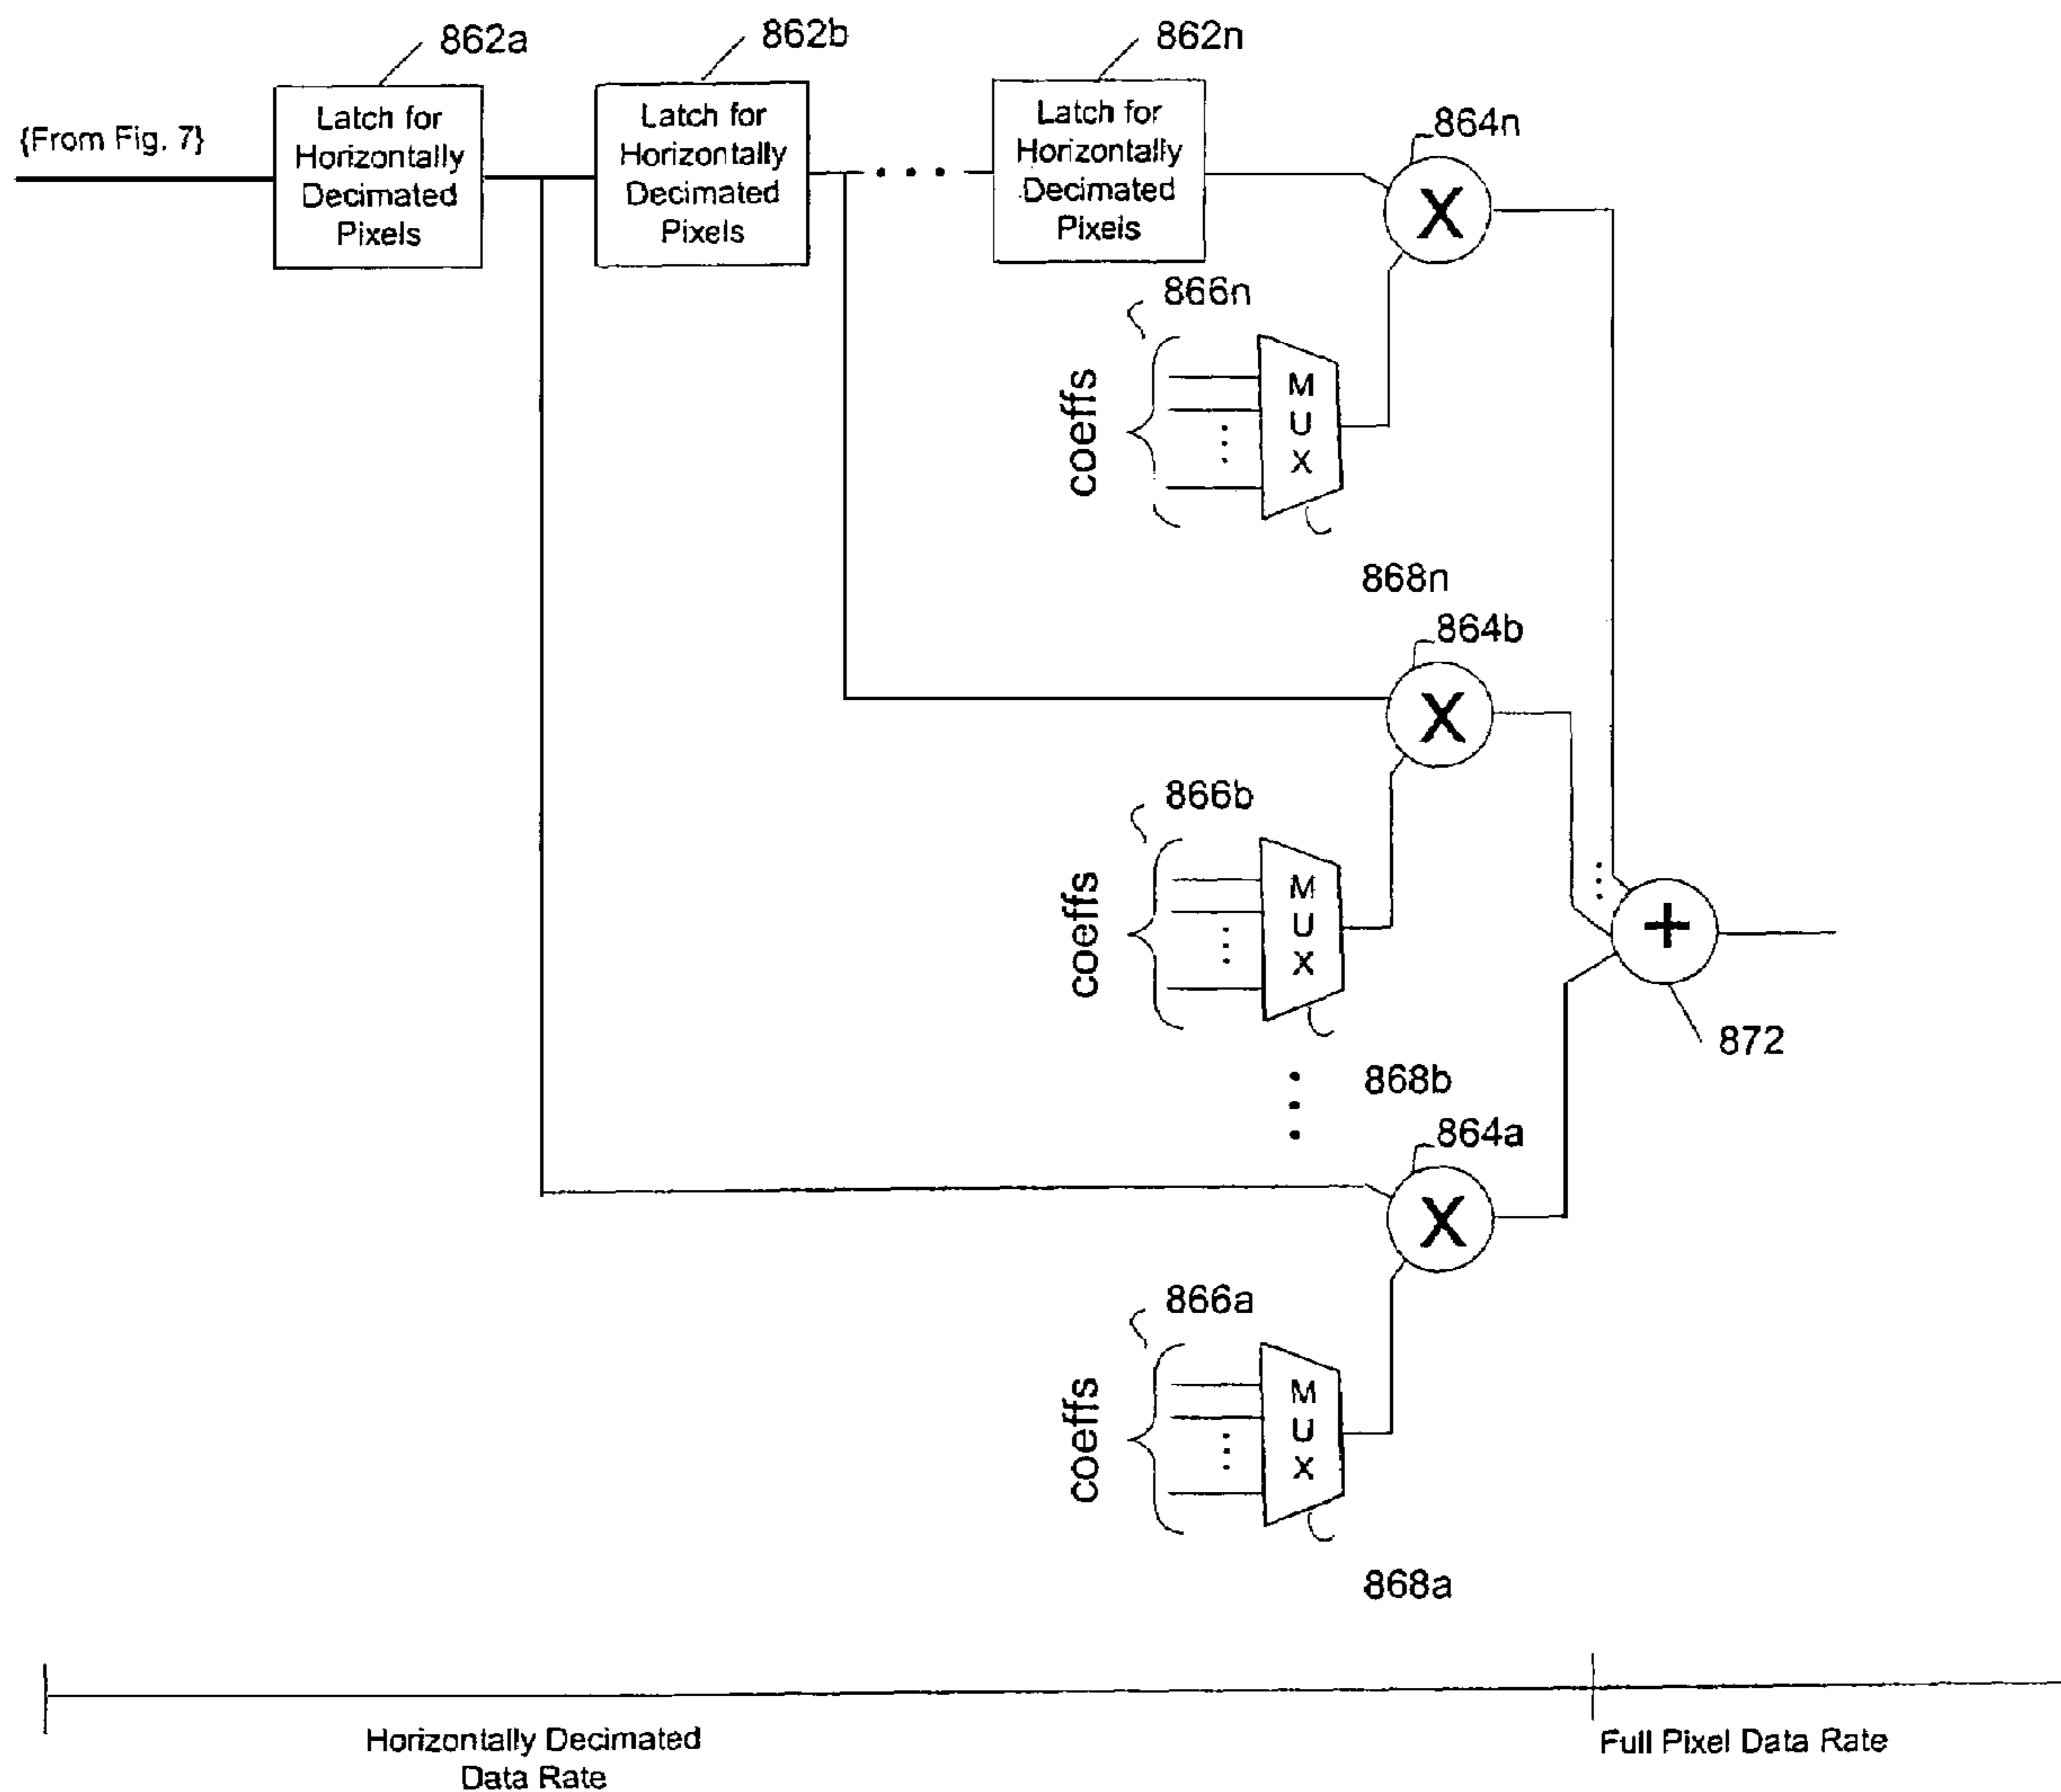 862a
862b
862n
{From Fig. 7}
Latch for
Horizontally
Decimated
Pixels
Latch for
Horizontally
Decimated
Pixels
Latch for
Horizontally
Decimated
Pixels
864n
X
866n
coeffs
M
U
X
868n
864b
X
866b
coeffs
M
U
X
+
872
868b
864a
X
866a
coeffs
M
U
X
868a
Horizontally Decimated
Data Rate
Full Pixel Data Rate